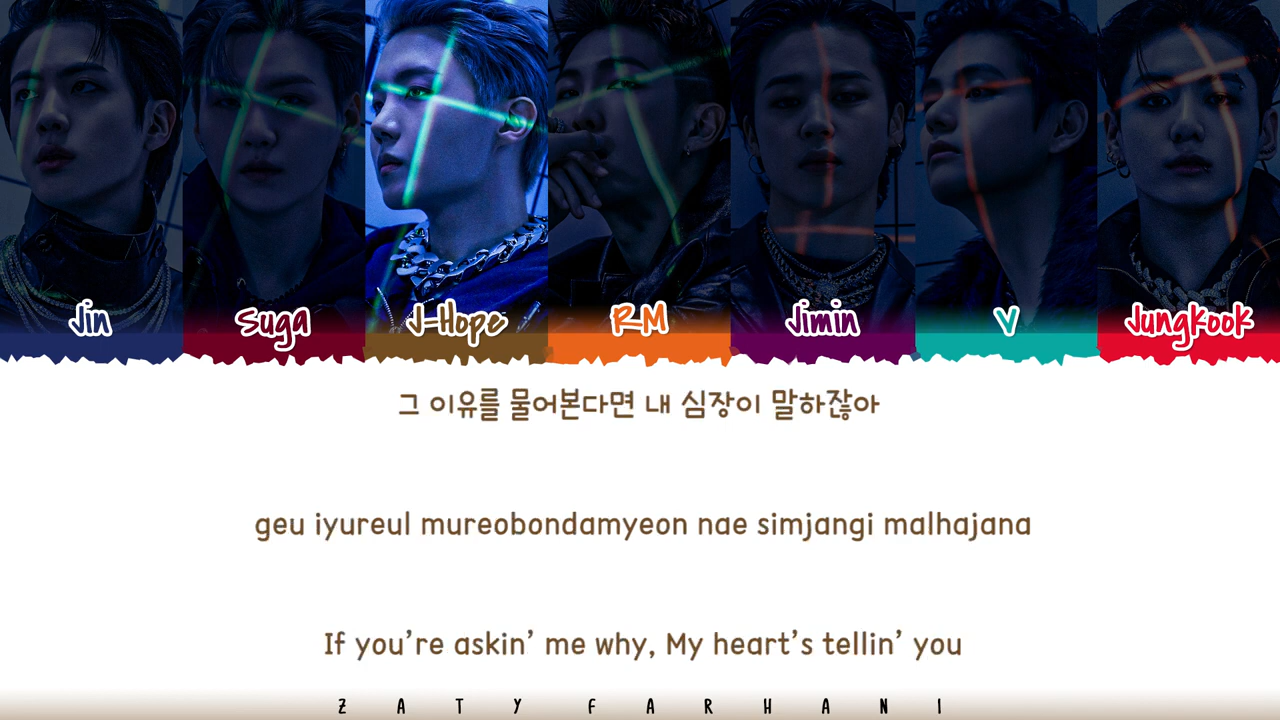 Jin Suga J-Hope RM Jimin V Jungkook
그 이유를 물어본다면 내 심장이 말하잖아
geu iyureul mureobondamyeon nae simjangi malhajana
If you're askin' me why, My heart's tellin' you
ZATY FARHANI